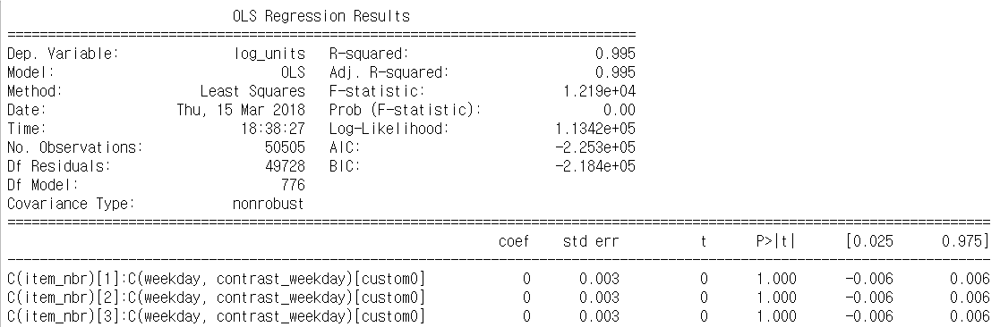 OLS Regression Results
==============================================================================
Dep. Variable: log_units R-squared: 0.995
Model: OLS Adj. R-squared: 0.995
Method: Least Squares F-statistic: 1.219e+04
Date: Thu, 15 Mar 2018 Prob (F-statistic): 0.00
Time: 18:38:27 Log-Likelihood: 1.1342e+05
No. Observations: 50505 AIC: -2.253e+05
Df Residuals: 49728 BIC: -2.184e+05
Df Model: 776
Covariance Type: nonrobust
==============================================================================
coef std err t P>|t| [0.025 0.975]
------------------------------------------------------------------------------
C(item_nbr)[1]:C(weekday, contrast_weekday)[custom0] 0 0.003 0 1.000 -0.006 0.006
C(item_nbr)[2]:C(weekday, contrast_weekday)[custom0] 0 0.003 0 1.000 -0.006 0.006
C(item_nbr)[3]:C(weekday, contrast_weekday)[custom0] 0 0.003 0 1.000 -0.006 0.006